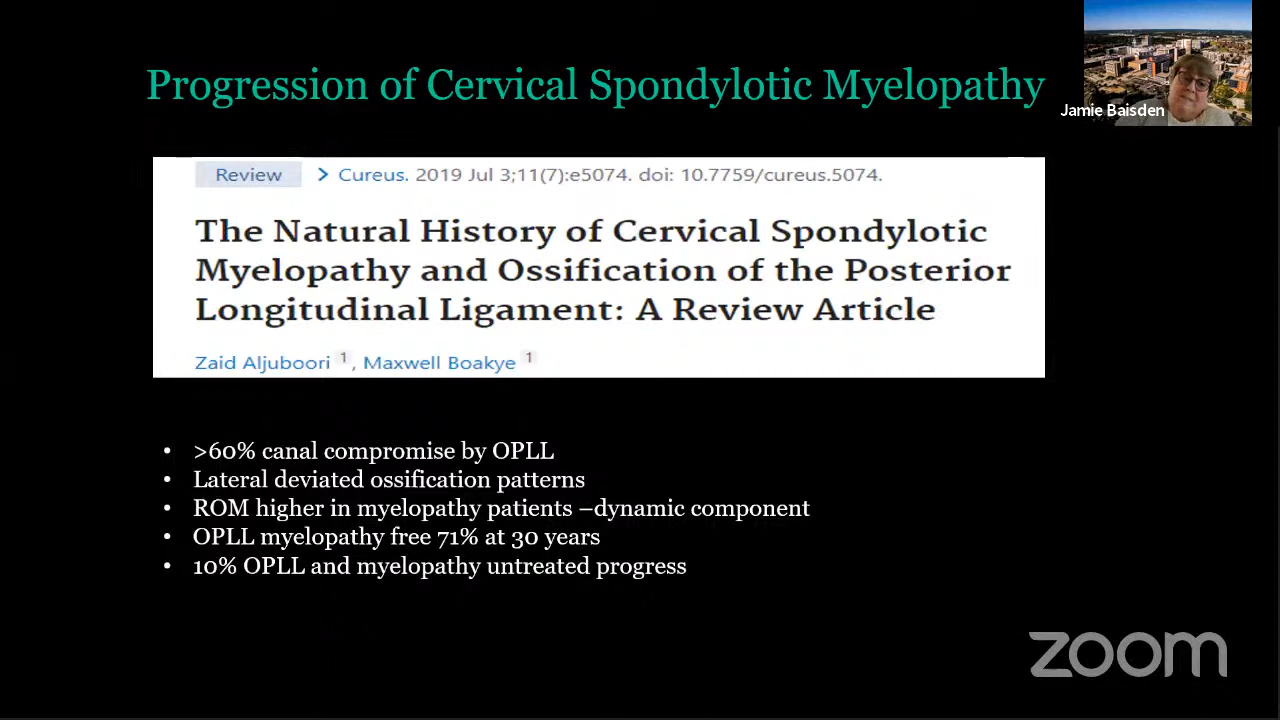 Progression of Cervical Spondylotic Myelopathy
Jamie Baisden
Review > Cureus. 2019 Jul 3;11(7):e5074. doi: 10.7759/cureus.5074.
The Natural History of Cervical Spondylotic
Myelopathy and Ossification of the Posterior
Longitudinal Ligament: A Review Article
Zaid Aljuboori 1 , Maxwell Boakye 1
• >60% canal compromise by OPLL
• Lateral deviated ossification patterns
• ROM higher in myelopathy patients –dynamic component
• OPLL myelopathy free 71% at 30 years
• 10% OPLL and myelopathy untreated progress
zoom